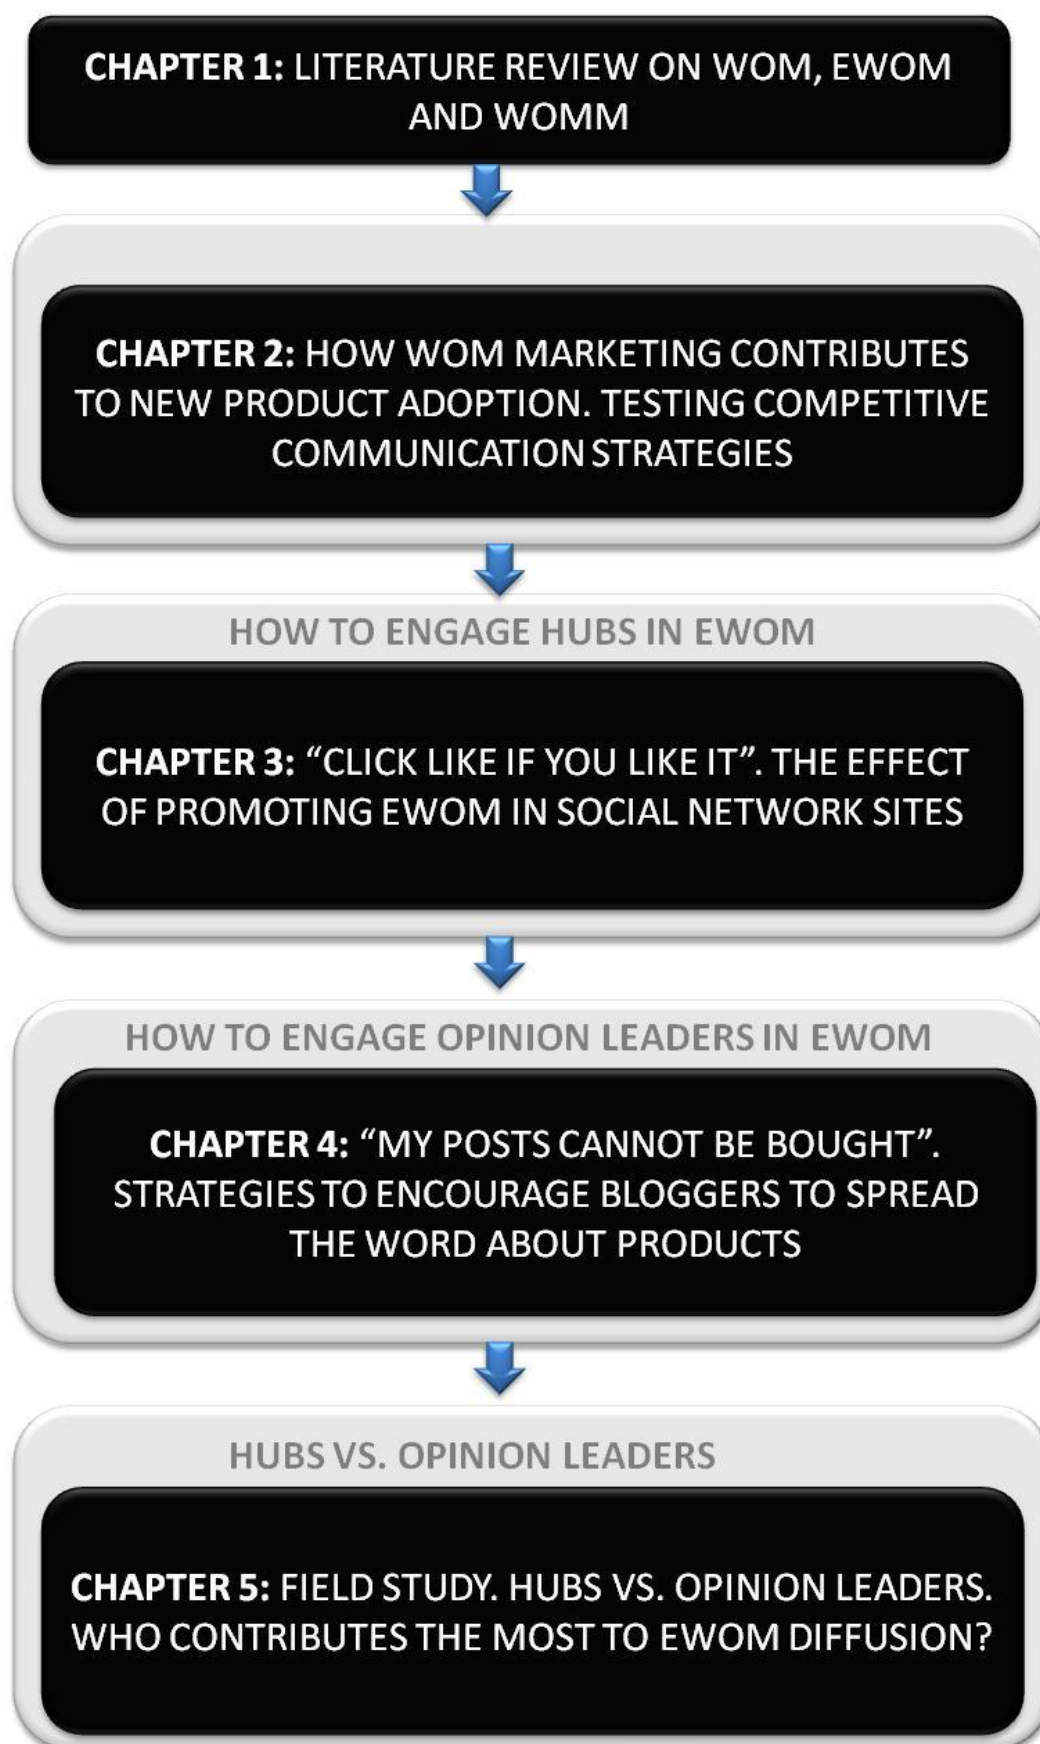 CHAPTER 1: LITERATURE REVIEW ON WOM, EWOM
AND WOMM
CHAPTER 2: HOW WOM MARKETING CONTRIBUTES
TO NEW PRODUCT ADOPTION. TESTING COMPETITIVE
COMMUNICATION STRATEGIES
HOW TO ENGAGE HUBS IN EWOM
CHAPTER 3: “CLICK LIKE IF YOU LIKE IT”. THE EFFECT
OF PROMOTING EWOM IN SOCIAL NETWORK SITES
HOW TO ENGAGE OPINION LEADERS IN EWOM
CHAPTER 4: “MY POSTS CANNOT BE BOUGHT”.
STRATEGIES TO ENCOURAGE BLOGGERS TO SPREAD
THE WORD ABOUT PRODUCTS
HUBS VS. OPINION LEADERS
CHAPTER 5: FIELD STUDY. HUBS VS. OPINION LEADERS.
WHO CONTRIBUTES THE MOST TO EWOM DIFFUSION?